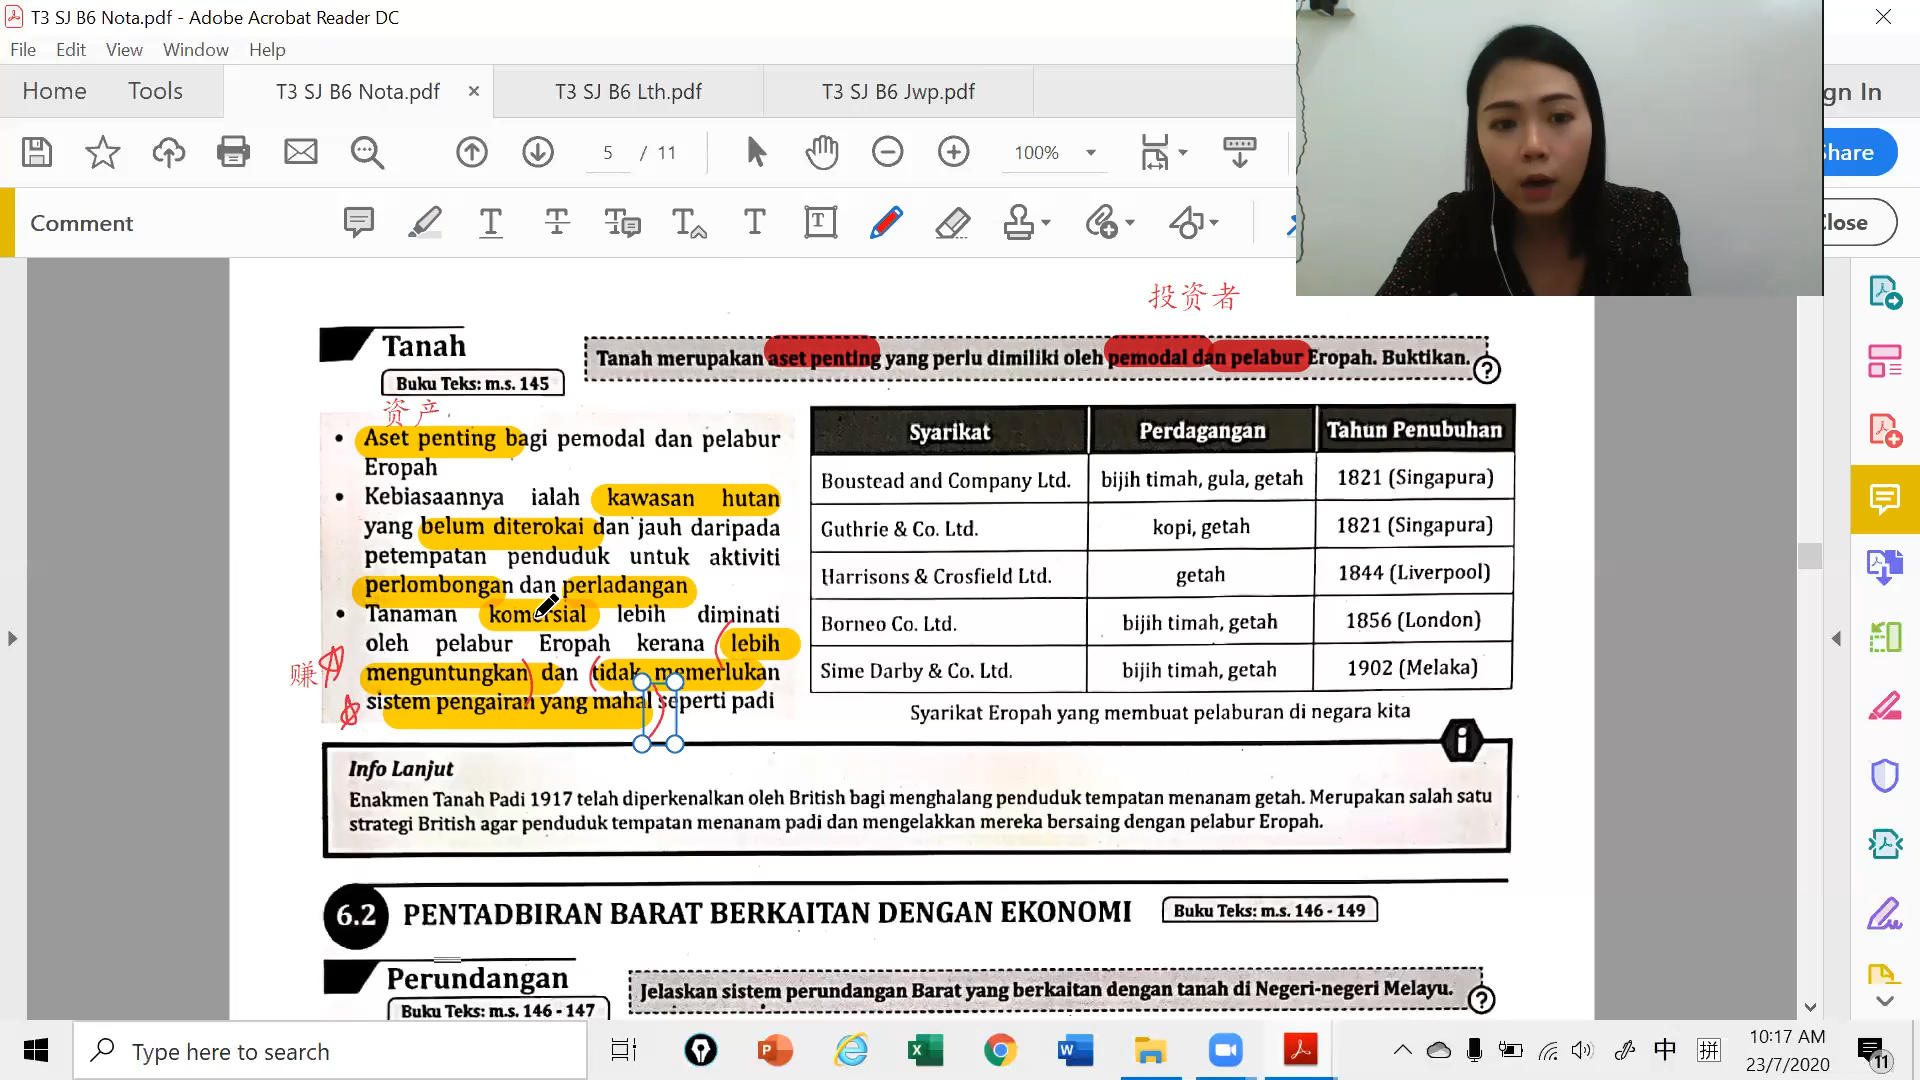 T3 SJ B6 Nota.pdf - Adobe Acrobat Reader DC
File Edit View Window Help
Home Tools T3 SJ B6 Nota.pdf × T3 SJ B6 Lth.pdf T3 SJ B6 Jwp.pdf gn In
5 / 11 100% hare
Comment lose
投资者
Tanah
Buku Teks: m.s. 145
Tanah merupakan aset penting yang perlu dimiliki oleh pemodal dan pelabur Eropah. Buktikan. ?
资产
• Aset penting bagi pemodal dan pelabur
Eropah
• Kebiasaannya ialah kawasan hutan
yang belum diterokai dan jauh daripada
petempatan penduduk untuk aktiviti
perlombongan dan perladangan
• Tanaman komersial lebih diminati
oleh pelabur Eropah kerana lebih
赚 menguntungkan dan tidak memerlukan
sistem pengairan yang mahal seperti padi
Syarikat Perdagangan Tahun Penubuhan
Boustead and Company Ltd. bijih timah, gula, getah 1821 (Singapura)
Guthrie & Co. Ltd. kopi, getah 1821 (Singapura)
Harrisons & Crosfield Ltd. getah 1844 (Liverpool)
Borneo Co. Ltd. bijih timah, getah 1856 (London)
Sime Darby & Co. Ltd. bijih timah, getah 1902 (Melaka)
Syarikat Eropah yang membuat pelaburan di negara kita
i
Info Lanjut
Enakmen Tanah Padi 1917 telah diperkenalkan oleh British bagi menghalang penduduk tempatan menanam getah. Merupakan salah satu
strategi British agar penduduk tempatan menanam padi dan mengelakkan mereka bersaing dengan pelabur Eropah.
6.2 PENTADBIRAN BARAT BERKAITAN DENGAN EKONOMI Buku Teks: m.s. 146 - 149
Perundangan
Buku Teks: m.s. 146 - 147
Jelaskan sistem perundangan Barat yang berkaitan dengan tanah di Negeri-negeri Melayu. ?
Type here to search
中 拼
10:17 AM
23/7/2020
11